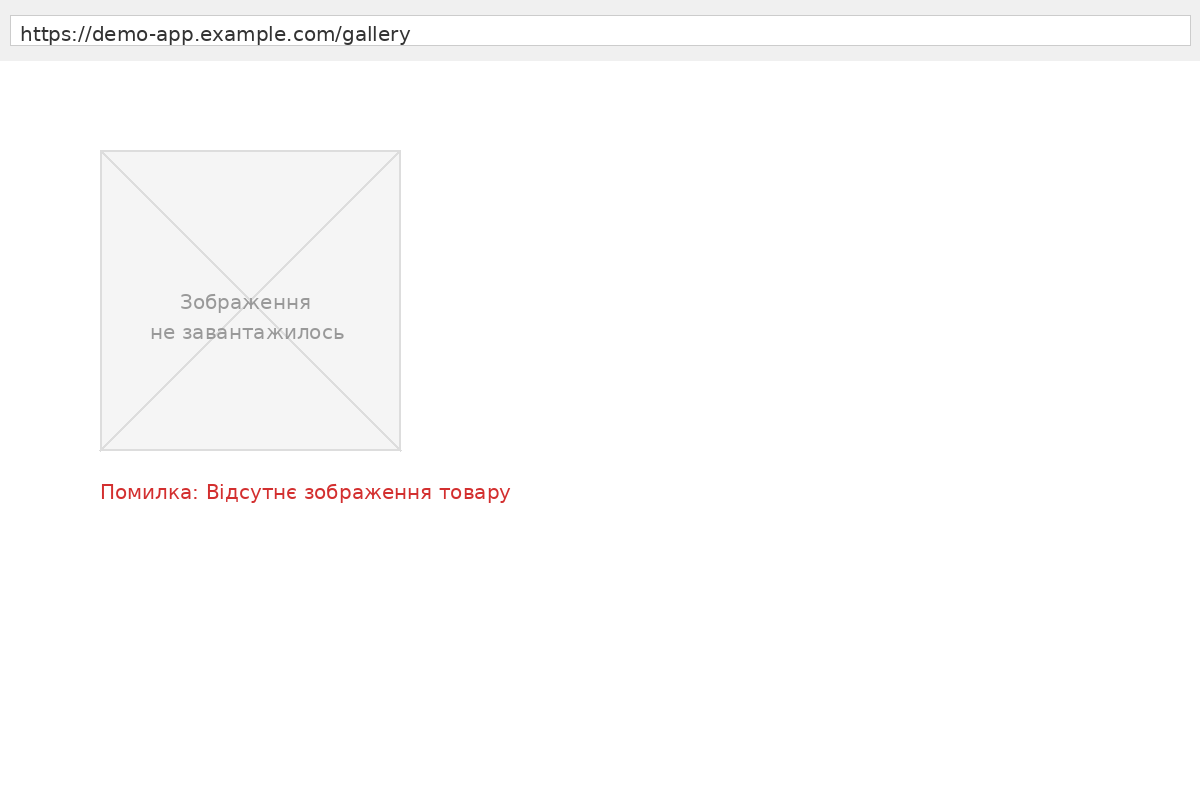 https://demo-app.example.com/gallery
Зображення
не завантажилось
Помилка: Відсутнє зображення товару